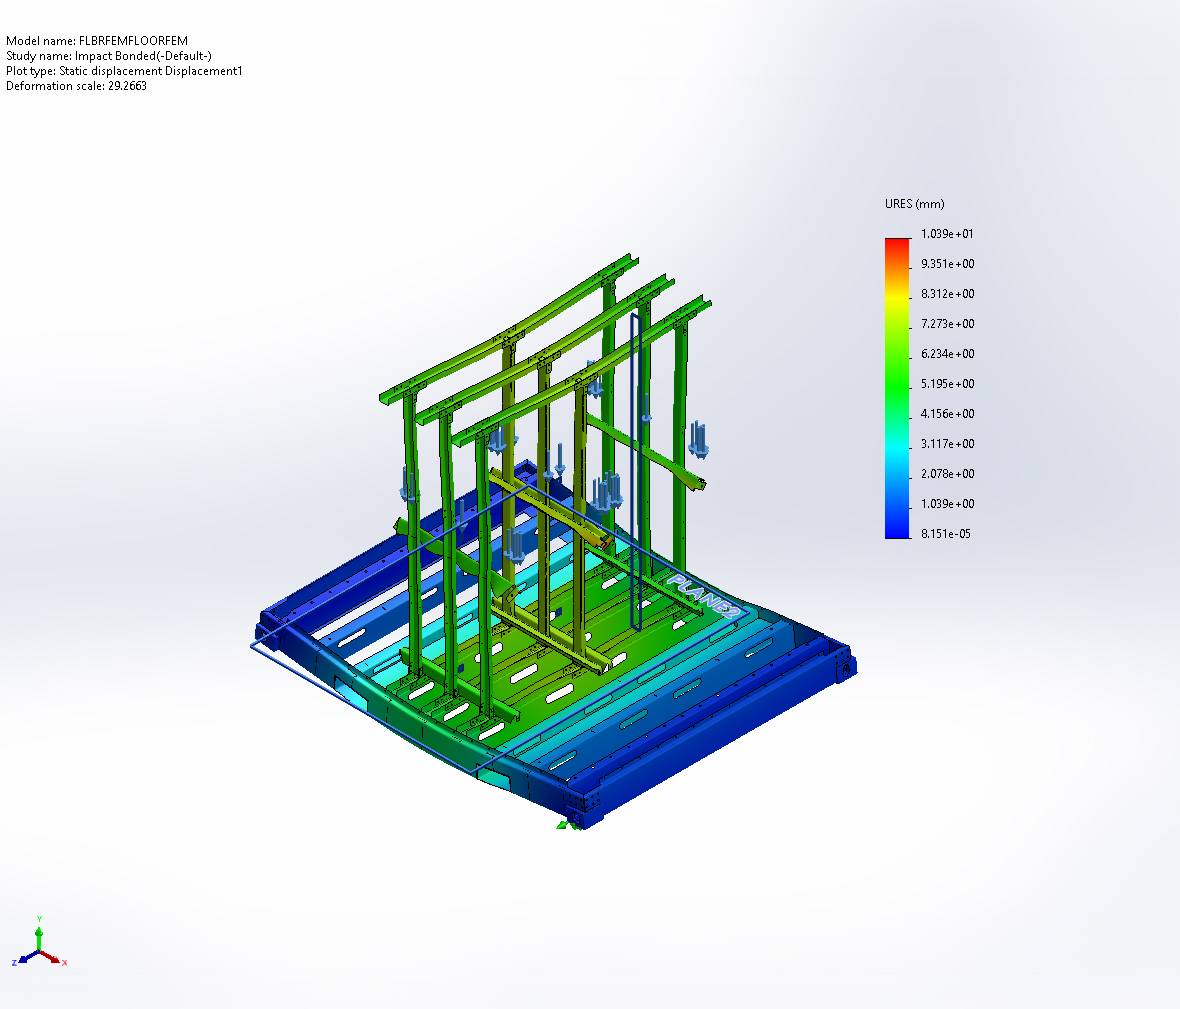 Model name: FLBRFEMFLOORFEM
Study name: Impact Bonded(-Default-)
Plot type: Static displacement Displacement1
Deformation scale: 29.2663
URES (mm)
1.039e+01
9.351e+00
8.312e+00
7.273e+00
6.234e+00
5.195e+00
4.156e+00
3.117e+00
2.078e+00
1.039e+00
8.151e-05
PLANE2
Y
Z
X